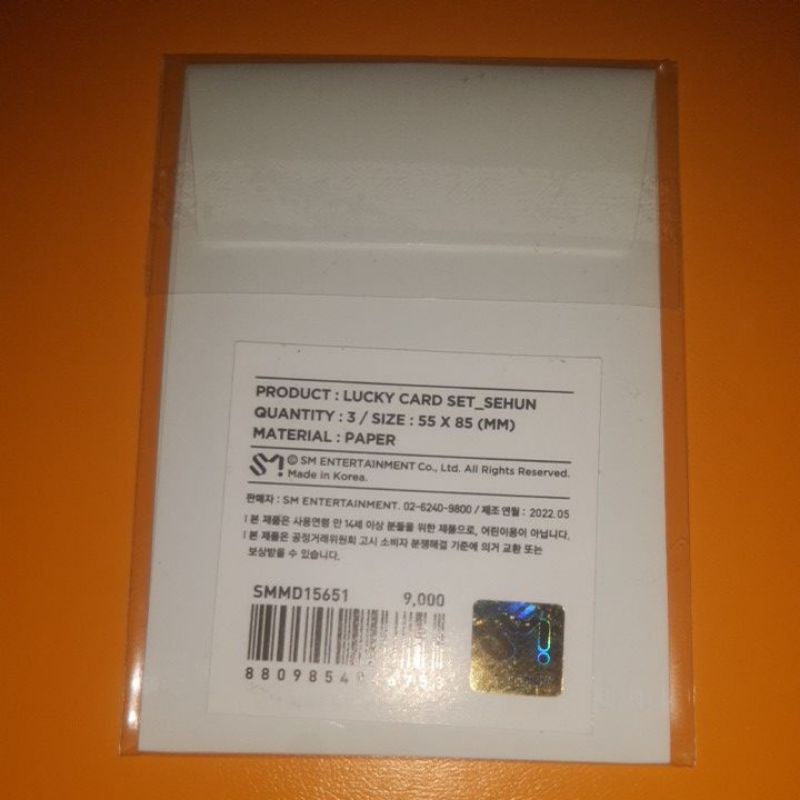 PRODUCT : LUCKY CARD SET_SEHUN
QUANTITY : 3 / SIZE : 55 X 85 (MM)
MATERIAL : PAPER
SM! © SM ENTERTAINMENT Co., Ltd. All Rights Reserved.
Made in Korea.
판매자 : SM ENTERTAINMENT. 02-6240-9800 / 제조 연월 : 2022.05
ㅣ본 제품은 사용연령 만 14세 이상 분들을 위한 제품으로, 어린이용이 아닙니다.
ㅣ본 제품은 공정거래위원회 고시 소비자 분쟁해결 기준에 의거 교환 또는
보상받을 수 있습니다.
SMMD15651 9,000